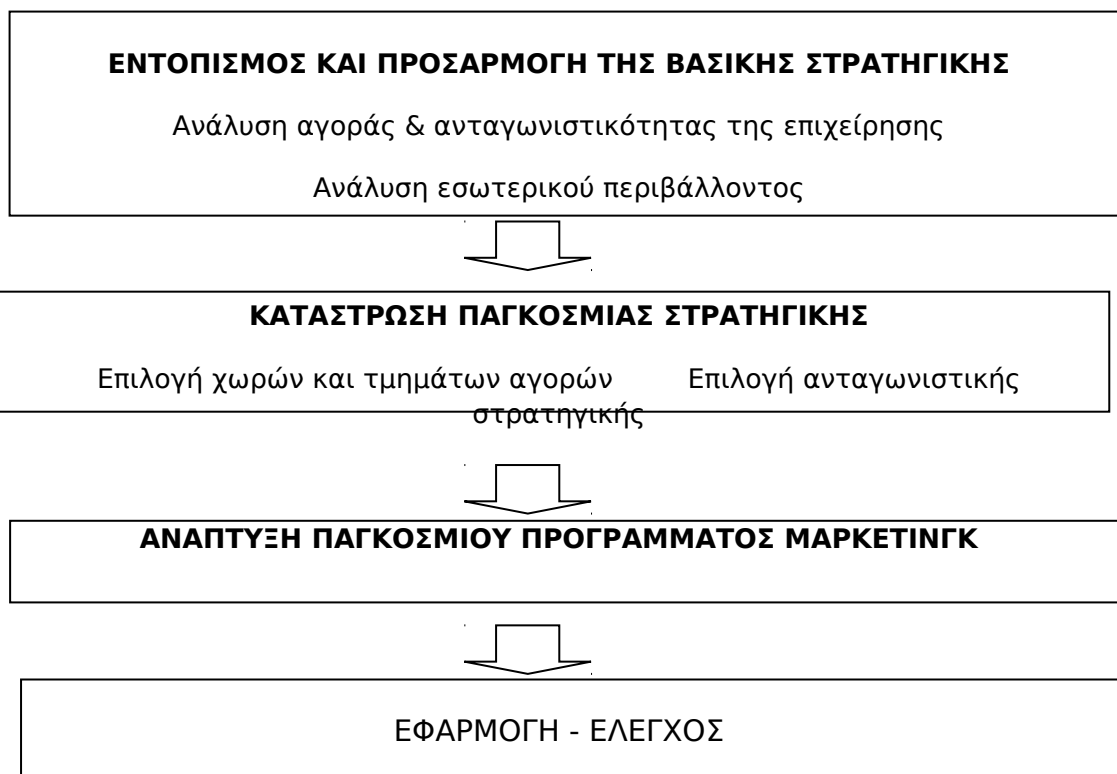 ΕΝΤΟΠΙΣΜΟΣ ΚΑΙ ΠΡΟΣΑΡΜΟΓΗ ΤΗΣ ΒΑΣΙΚΗΣ ΣΤΡΑΤΗΓΙΚΗΣ
Ανάλυση αγοράς & ανταγωνιστικότητας της επιχείρησης
Ανάλυση εσωτερικού περιβάλλοντος
ΚΑΤΑΣΤΡΩΣΗ ΠΑΓΚΟΣΜΙΑΣ ΣΤΡΑΤΗΓΙΚΗΣ
Επιλογή χωρών και τμημάτων αγορών Επιλογή ανταγωνιστικής
στρατηγικής
ΑΝΑΠΤΥΞΗ ΠΑΓΚΟΣΜΙΟΥ ΠΡΟΓΡΑΜΜΑΤΟΣ ΜΑΡΚΕΤΙΝΓΚ
ΕΦΑΡΜΟΓΗ - ΕΛΕΓΧΟΣ